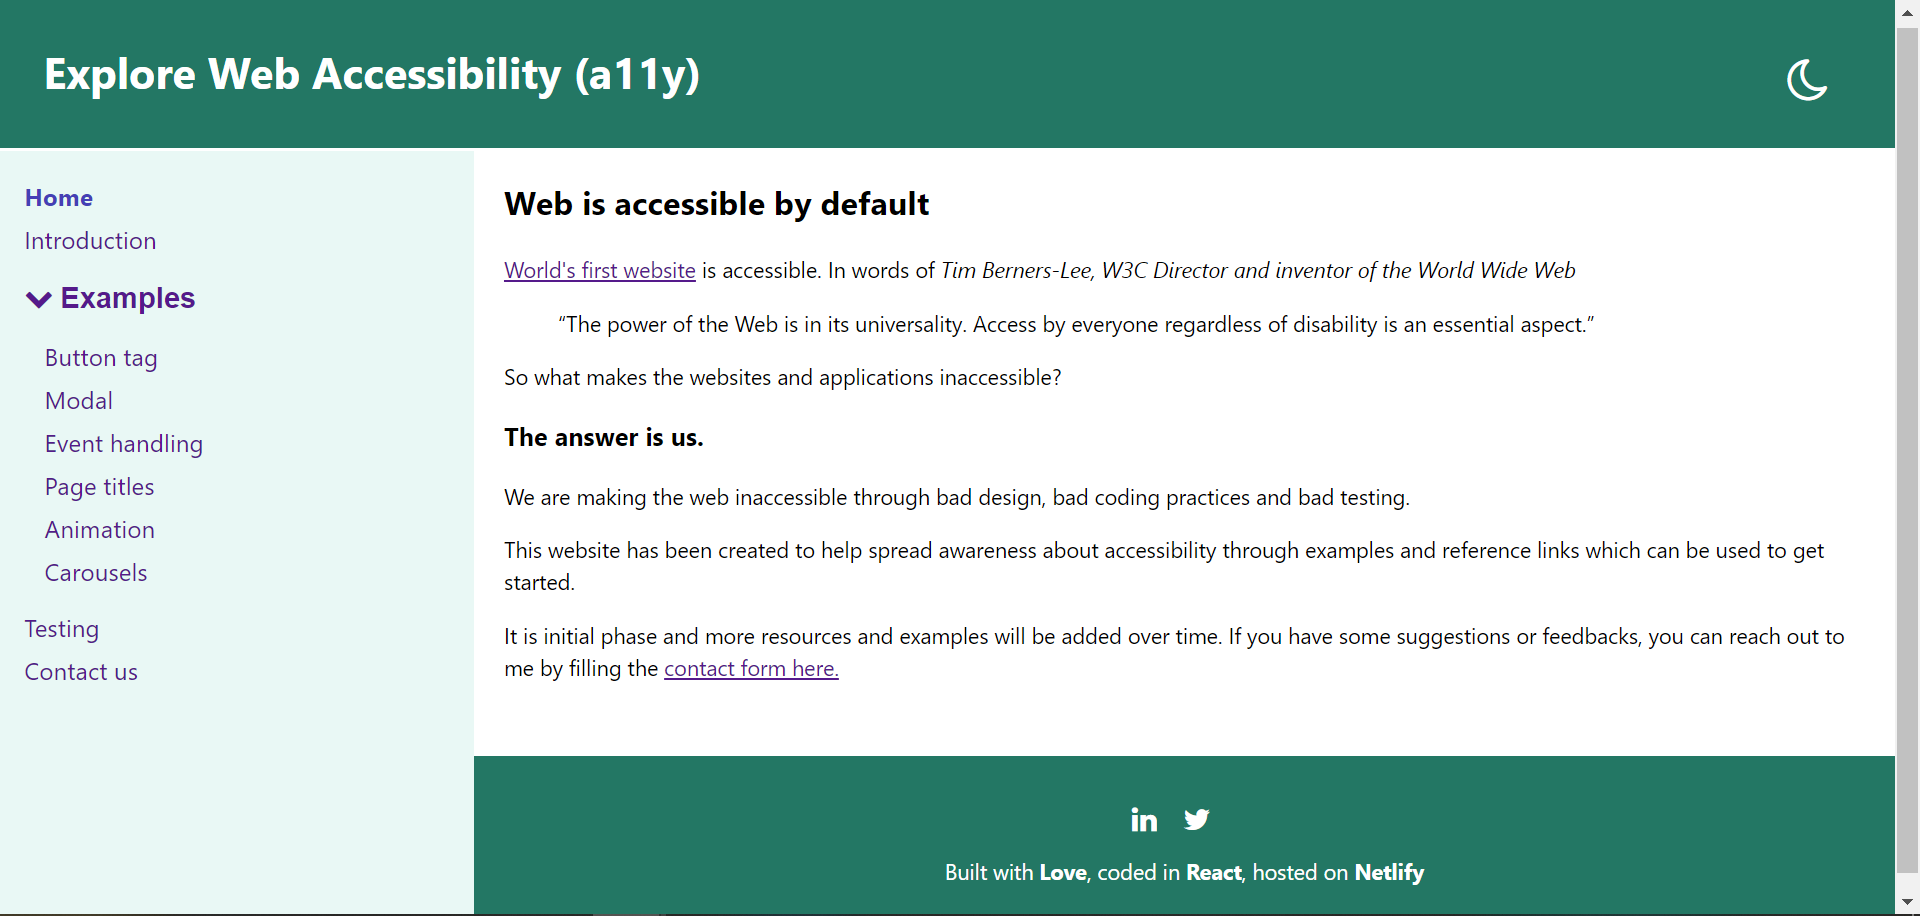 Explore Web Accessibility (a11y)
Home
Introduction
Examples
Button tag
Modal
Event handling
Page titles
Animation
Carousels
Testing
Contact us
Web is accessible by default
World's first website is accessible. In words of Tim Berners-Lee, W3C Director and inventor of the World Wide Web
“The power of the Web is in its universality. Access by everyone regardless of disability is an essential aspect.”
So what makes the websites and applications inaccessible?
The answer is us.
We are making the web inaccessible through bad design, bad coding practices and bad testing.
This website has been created to help spread awareness about accessibility through examples and reference links which can be used to get
started.
It is initial phase and more resources and examples will be added over time. If you have some suggestions or feedbacks, you can reach out to
me by filling the contact form here.
in
Built with Love, coded in React, hosted on Netlify